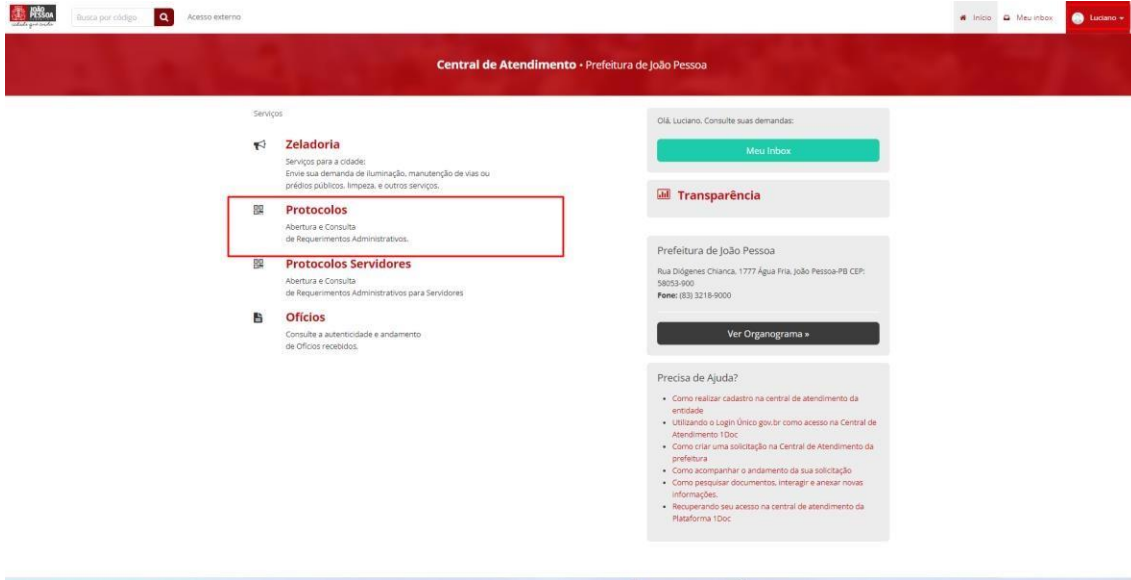 JOÃO
PESSOA
cidade que cuida
Busca por código
Acesso externo
Início
Meu inbox
Luciano
Central de Atendimento • Prefeitura de João Pessoa
Serviços
Zeladoria
Serviços para a cidade:
Envie sua demanda de iluminação, manutenção de vias ou
prédios públicos, limpeza, e outros serviços.
Protocolos
Abertura e Consulta
de Requerimentos Administrativos.
Protocolos Servidores
Abertura e Consulta
de Requerimentos Administrativos para Servidores
Ofícios
Consulte a autenticidade e andamento
de Ofícios recebidos.
Olá, Luciano. Consulte suas demandas:
Meu Inbox
Transparência
Prefeitura de João Pessoa
Rua Diógenes Chianca, 1777 Água Fria, João Pessoa-PB CEP:
58053-900
Fone: (83) 3218-9000
Ver Organograma »
Precisa de Ajuda?
• Como realizar cadastro na central de atendimento da
entidade
• Utilizando o Login Único gov.br como acesso na Central de
Atendimento 1Doc
• Como criar uma solicitação na Central de Atendimento da
prefeitura
• Como acompanhar o andamento da sua solicitação
• Como pesquisar documentos, interagir e anexar novas
informações.
• Recuperando seu acesso na central de atendimento da
Plataforma 1Doc